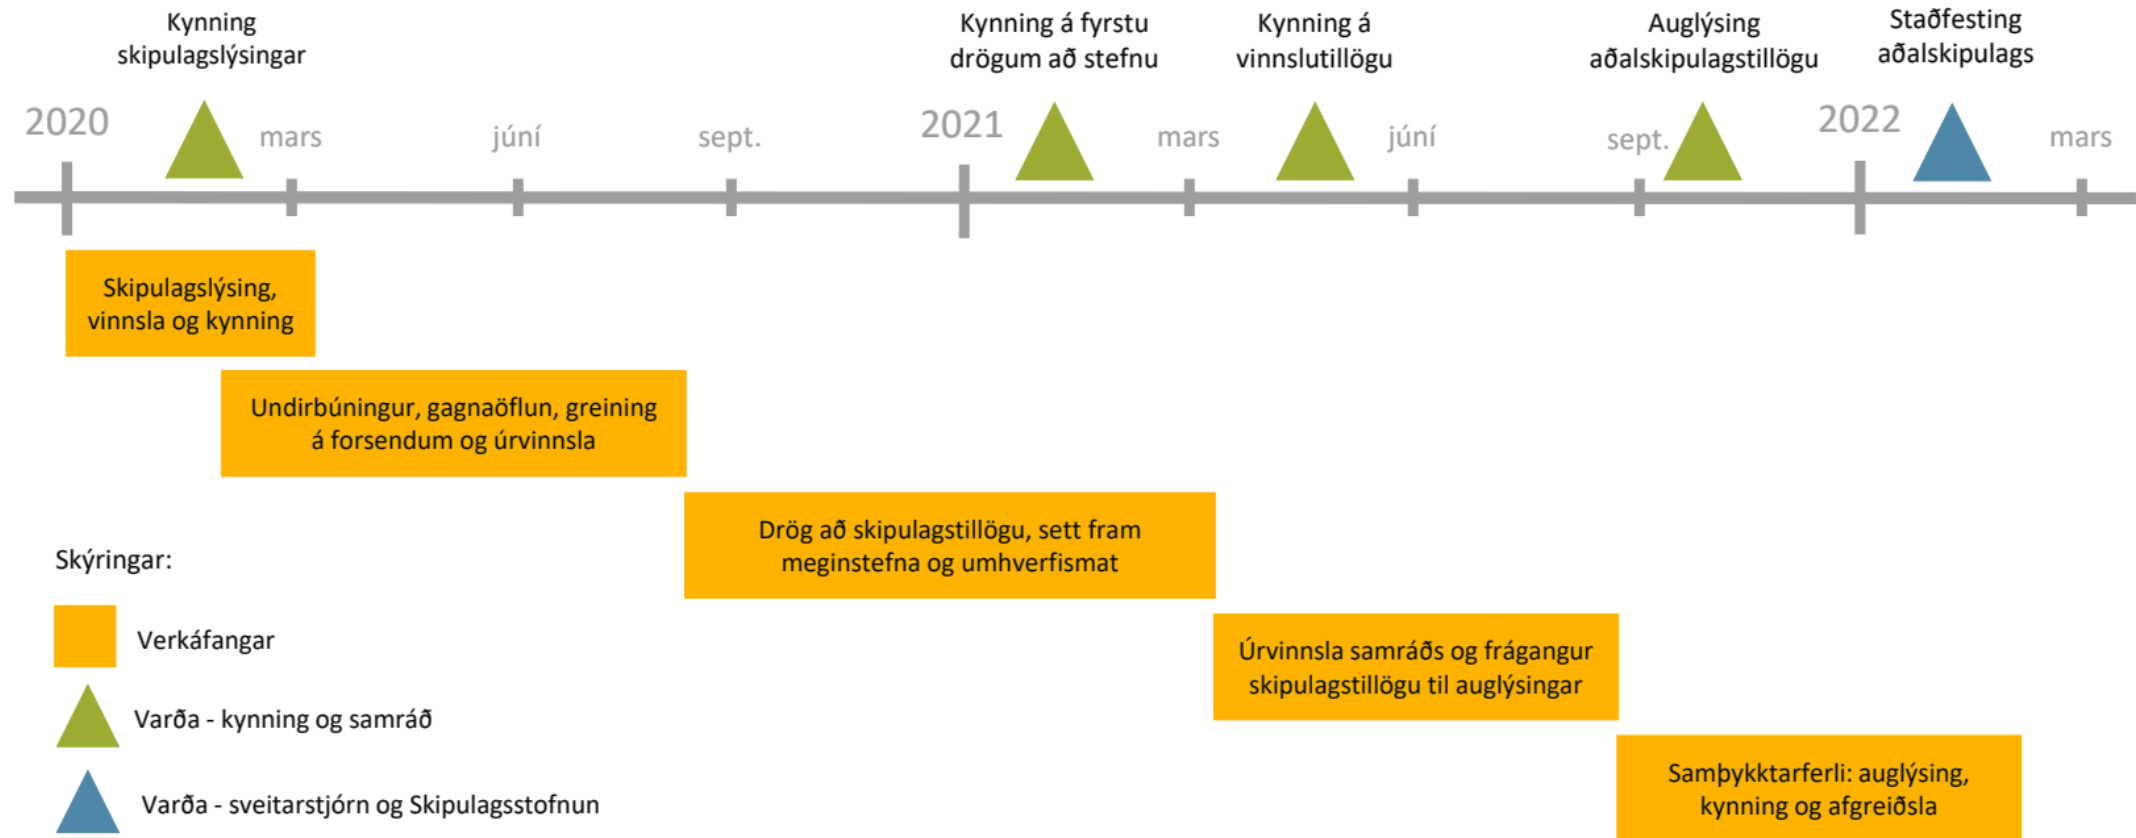 Kynning
skipulagslýsingar
Kynning á fyrstu
drögum að stefnu
Kynning á
vinnslutillögu
Auglýsing
aðalskipulagstillögu
Staðfesting
aðalskipulags
2020
mars
júní
sept.
2021
mars
júní
sept.
2022
mars
Skipulagslýsing,
vinnsla og kynning
Undirbúningur, gagnaöflun, greining
á forsendum og úrvinnsla
Drög að skipulagstillögu, sett fram
meginstefna og umhverfismat
Úrvinnsla samráðs og frágangur
skipulagstillögu til auglýsingar
Samþykktarferli: auglýsing,
kynning og afgreiðsla
Skýringar:
Verkáfangar
Varða - kynning og samráð
Varða - sveitarstjórn og Skipulagsstofnun